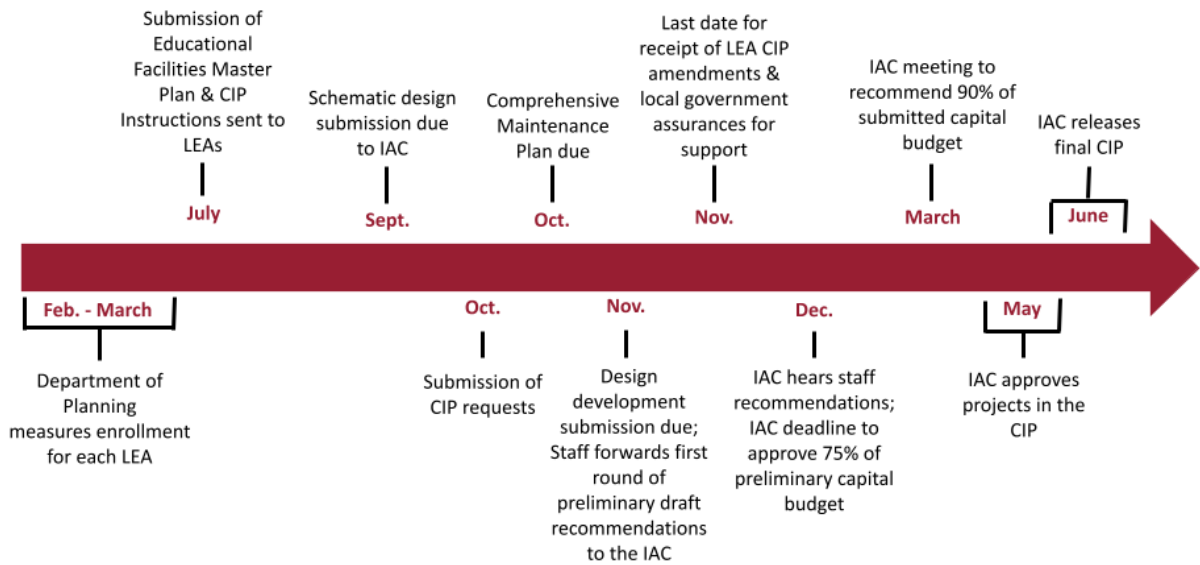 Submission of
Educational
Facilities Master
Plan & CIP
Instructions sent to
LEAs
July
Schematic design
submission due
to IAC
Sept.
Comprehensive
Maintenance
Plan due
Oct.
Last date for
receipt of LEA CIP
amendments &
local government
assurances for
support
Nov.
IAC meeting to
recommend 90% of
submitted capital
budget
March
IAC releases
final CIP
June
Feb. - March
Department of
Planning
measures enrollment
for each LEA
Oct.
Submission of
CIP requests
Nov.
Design
development
submission due;
Staff forwards first
round of
preliminary draft
recommendations
to the IAC
Dec.
IAC hears staff
recommendations;
IAC deadline to
approve 75% of
preliminary capital
budget
May
IAC approves
projects in the
CIP